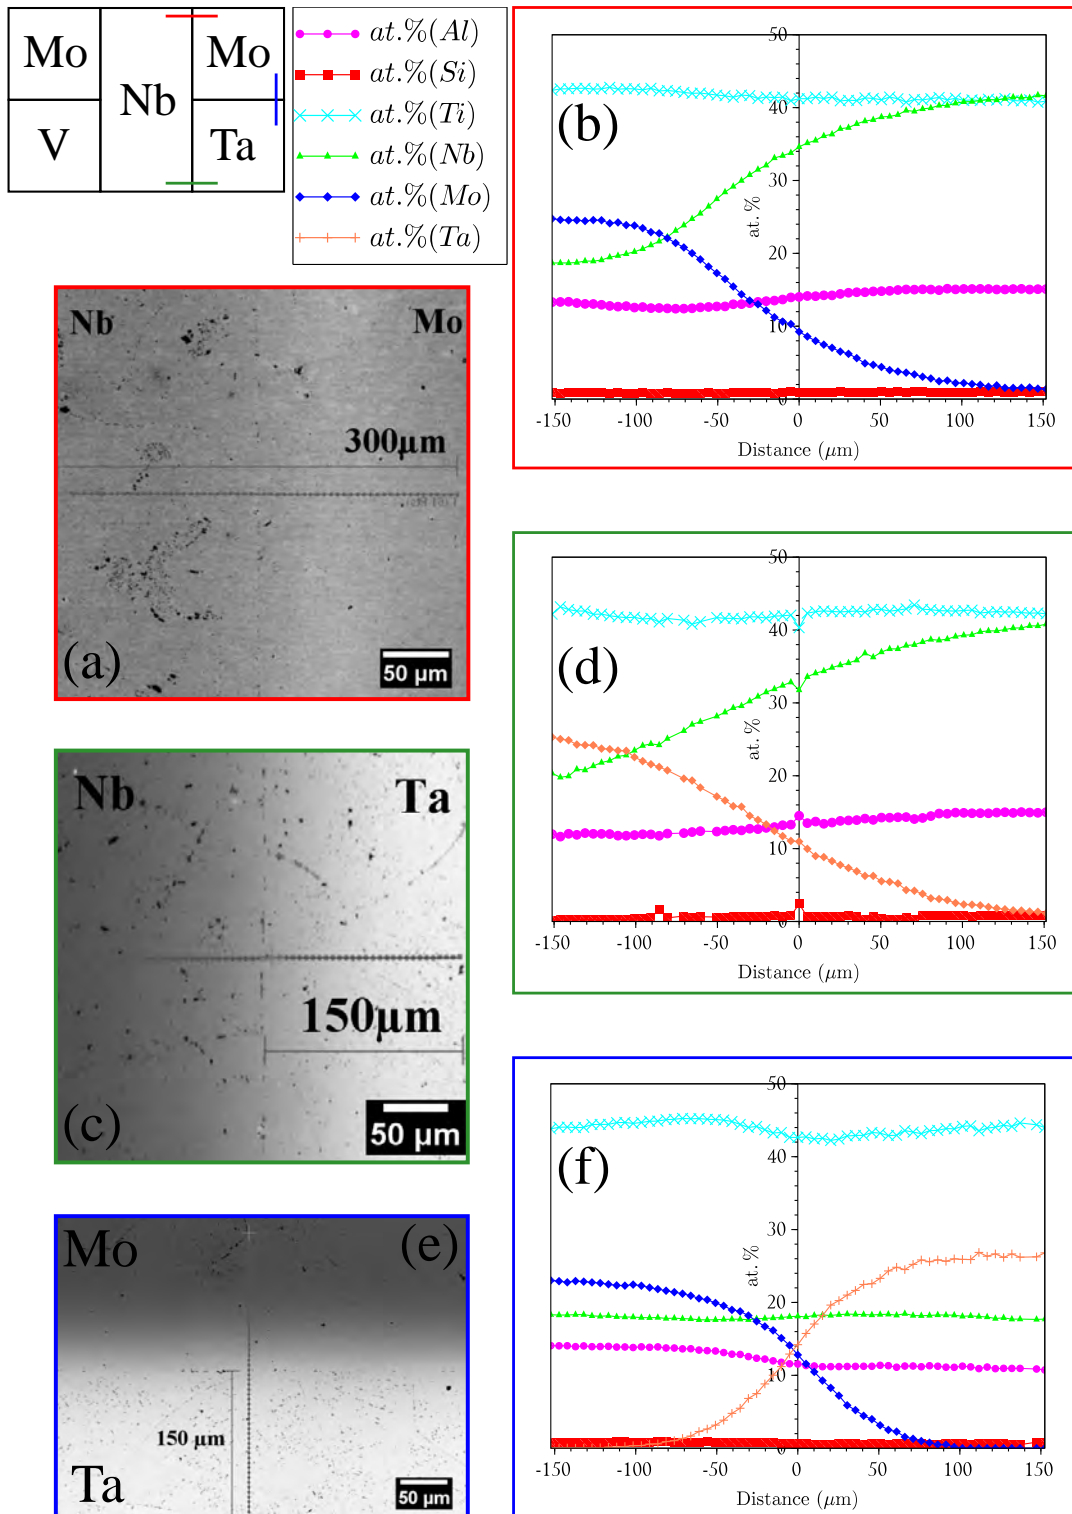 Mo
Mo
Nb
V
Ta
at.%(Al)
at.%(Si)
at.%(Ti)
at.%(Nb)
at.%(Mo)
at.%(Ta)
Nb
Mo
300µm
(a)
50 µm
(b)
50
40
30
20
10
0
at. %
-150 -100 -50 0 50 100 150
Distance (µm)
Nb
Ta
150µm
(c)
50 µm
(d)
50
40
30
20
10
0
at. %
-150 -100 -50 0 50 100 150
Distance (µm)
Mo
(e)
150 µm
Ta
50 µm
(f)
50
40
30
20
10
0
at. %
-150 -100 -50 0 50 100 150
Distance (µm)